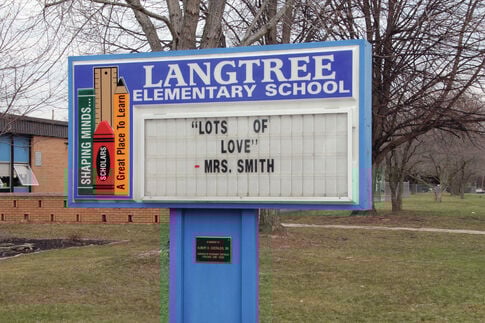 LANGTREE
ELEMENTARY SCHOOL
SHAPING MINDS...
SCHOLARS
A Great Place To Learn
"LOTS OF
LOVE"
- MRS. SMITH